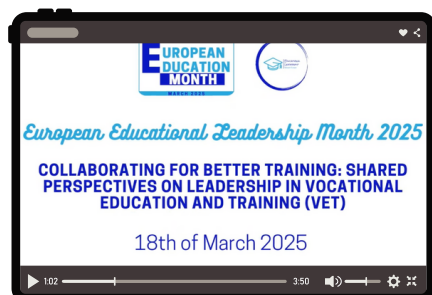 EUROPEAN
EDUCATION
MONTH
MARCH 2025
European Educational Leadership Month 2025
COLLABORATING FOR BETTER TRAINING: SHARED
PERSPECTIVES ON LEADERSHIP IN VOCATIONAL
EDUCATION AND TRAINING (VET)
18th of March 2025
1:02
3:50